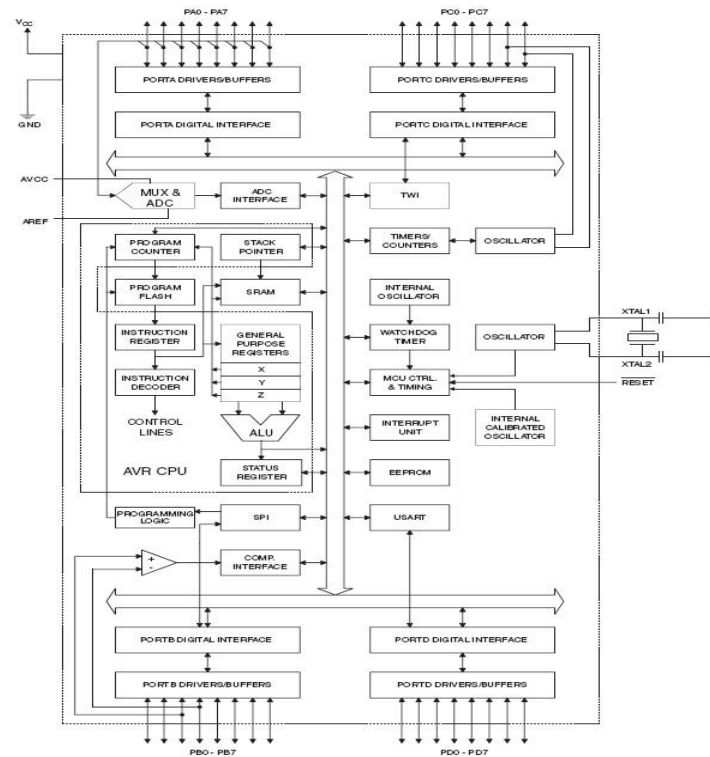 PA0 - PA7
PC0 - PC7
VCC
GND
PORTA DRIVERS/BUFFERS
PORTC DRIVERS/BUFFERS
PORTA DIGITAL INTERFACE
PORTC DIGITAL INTERFACE
AVCC
AREF
MUX &
ADC
ADC
INTERFACE
TWI
PROGRAM
COUNTER
STACK
POINTER
TIMERS/
COUNTERS
OSCILLATOR
PROGRAM
FLASH
SRAM
INTERNAL
OSCILLATOR
INSTRUCTION
REGISTER
GENERAL
PURPOSE
REGISTERS
X
Y
Z
WATCHDOG
TIMER
OSCILLATOR
XTAL1
XTAL2
INSTRUCTION
DECODER
MCU CTRL.
& TIMING
RESET
CONTROL
LINES
ALU
INTERRUPT
UNIT
INTERNAL
CALIBRATED
OSCILLATOR
AVR CPU
STATUS
REGISTER
EEPROM
PROGRAMMING
LOGIC
SPI
USART
+
-
COMP.
INTERFACE
PORTB DIGITAL INTERFACE
PORTD DIGITAL INTERFACE
PORTB DRIVERS/BUFFERS
PORTD DRIVERS/BUFFERS
PB0 - PB7
PD0 - PD7